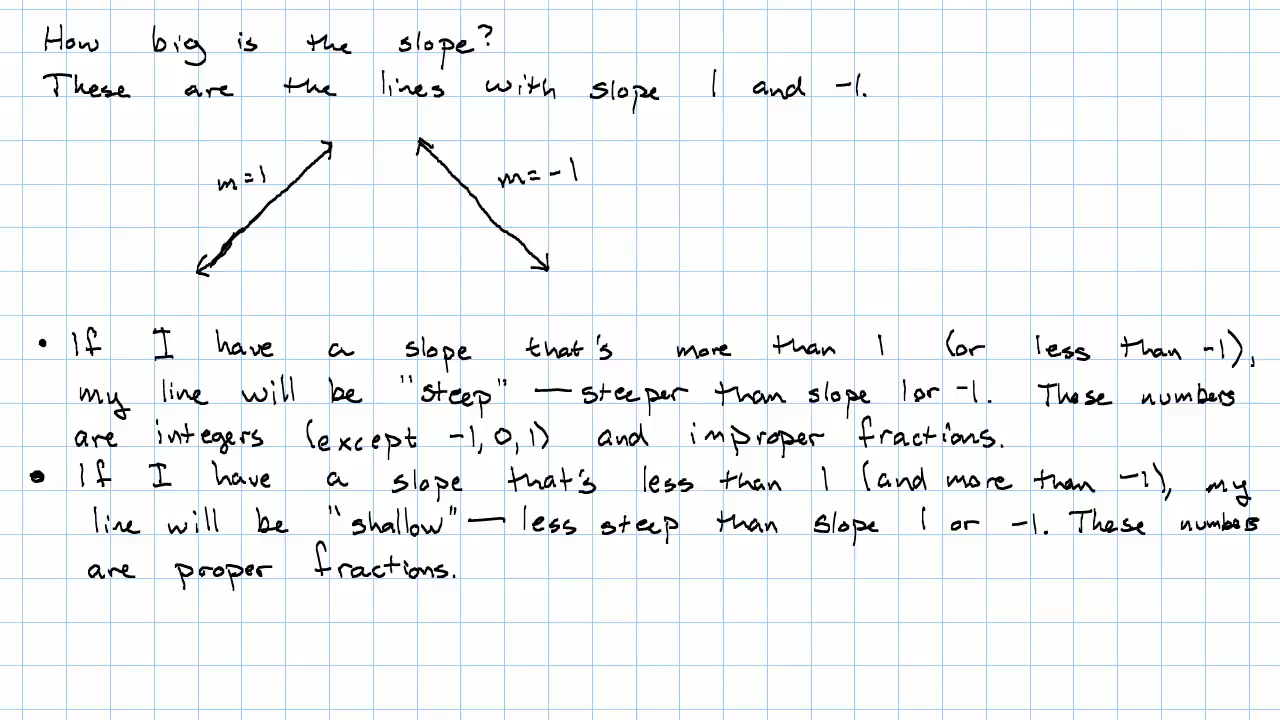 How big is the slope?
These are the lines with slope 1 and -1.
m=1
m=-1
• If I have a slope that's more than 1 (or less than -1),
my line will be "steep" — steeper than slope 1 or -1. These numbers
are integers (except -1, 0, 1) and improper fractions.
• If I have a slope that's less than 1 (and more than -1), my
line will be "shallow" — less steep than slope 1 or -1. These numbers
are proper fractions.